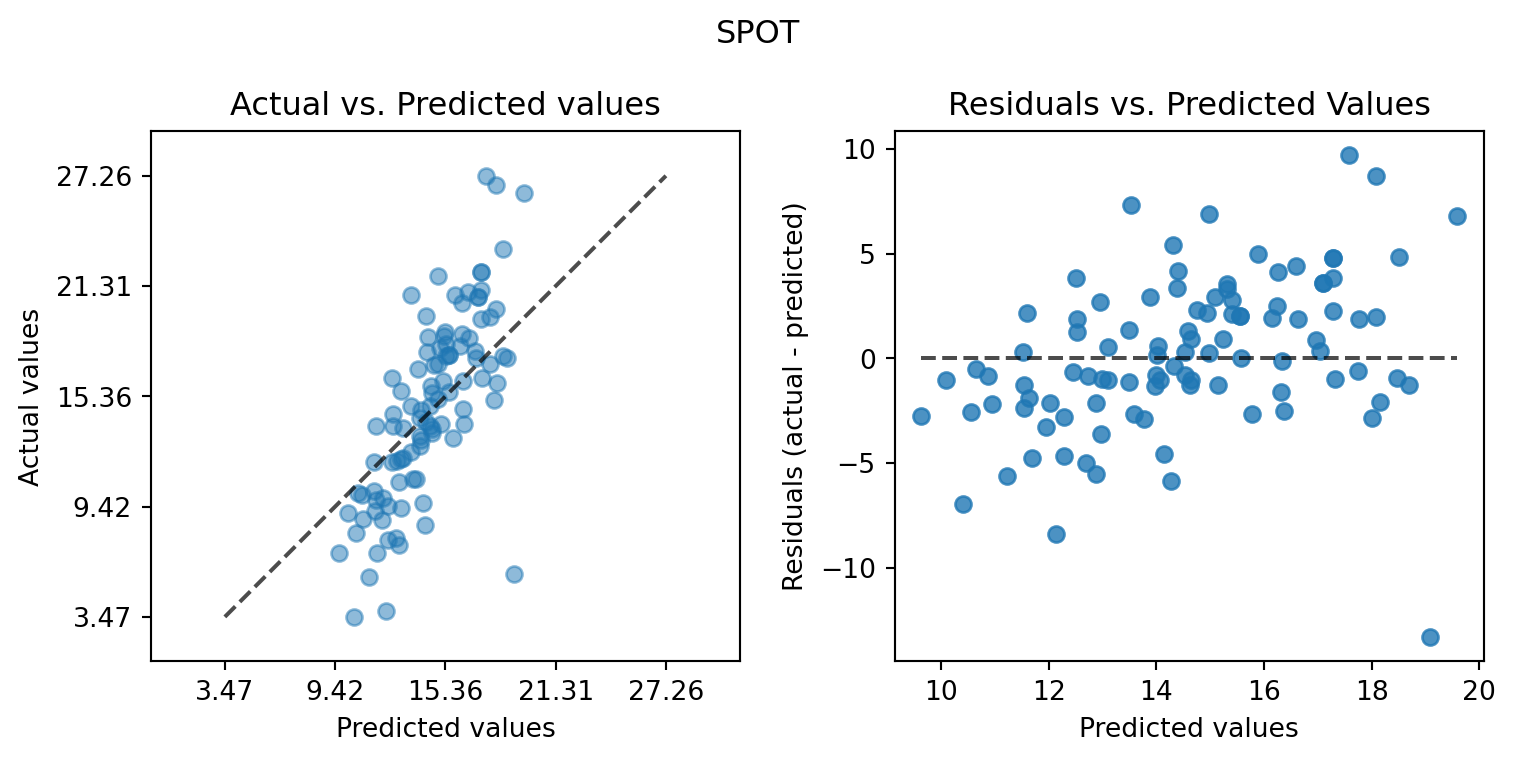 SPOT
Actual vs. Predicted values
27.26
21.31
15.36
9.42
3.47
Actual values
3.47 9.42 15.36 21.31 27.26
Predicted values
Residuals vs. Predicted Values
10
5
0
−5
−10
Residuals (actual - predicted)
10 12 14 16 18 20
Predicted values